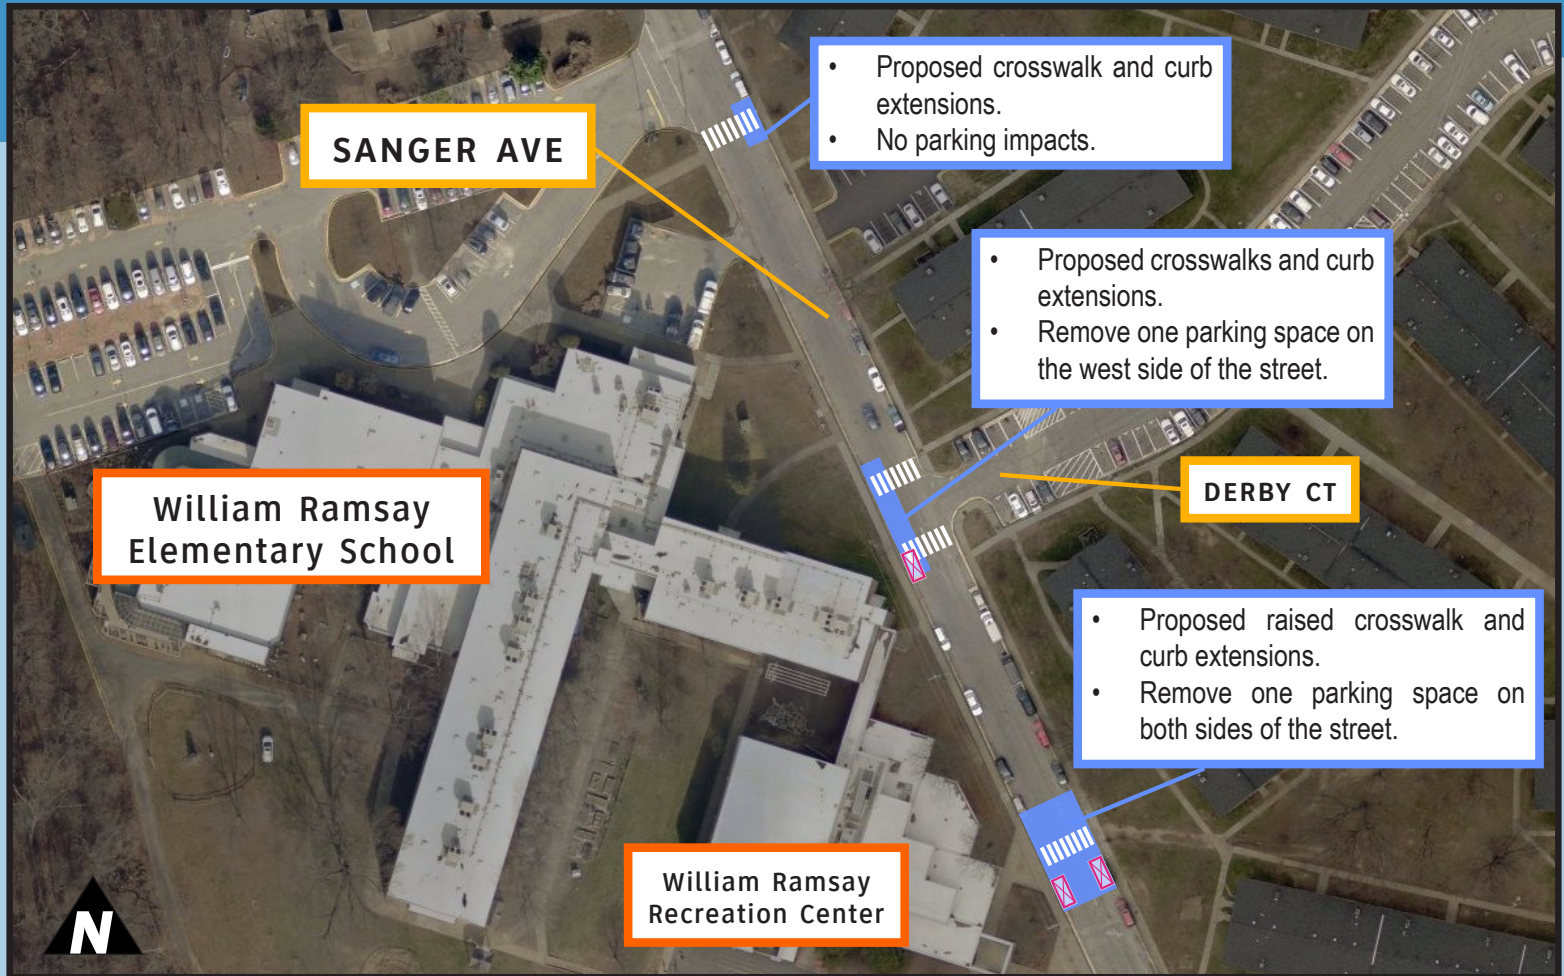 • Proposed crosswalk and curb
extensions.
• No parking impacts.
SANGER AVE
• Proposed crosswalks and curb
extensions.
• Remove one parking space on
the west side of the street.
William Ramsay
Elementary School
DERBY CT
• Proposed raised crosswalk and
curb extensions.
• Remove one parking space on
both sides of the street.
William Ramsay
Recreation Center
N